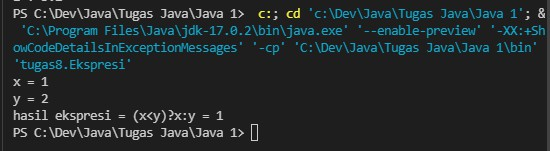 PS C:\Dev\Java\Tugas Java\Java 1>  c:; cd 'c:\Dev\Java\Tugas Java\Java 1'; &
 'C:\Program Files\Java\jdk-17.0.2\bin\java.exe' '--enable-preview' '-XX:+Sh
owCodeDetailsInExceptionMessages' '-cp' 'C:\Dev\Java\Tugas Java\Java 1\bin'
'tugas8.Ekspresi'
x = 1
y = 2
hasil ekspresi = (x<y)?x:y = 1
PS C:\Dev\Java\Tugas Java\Java 1>